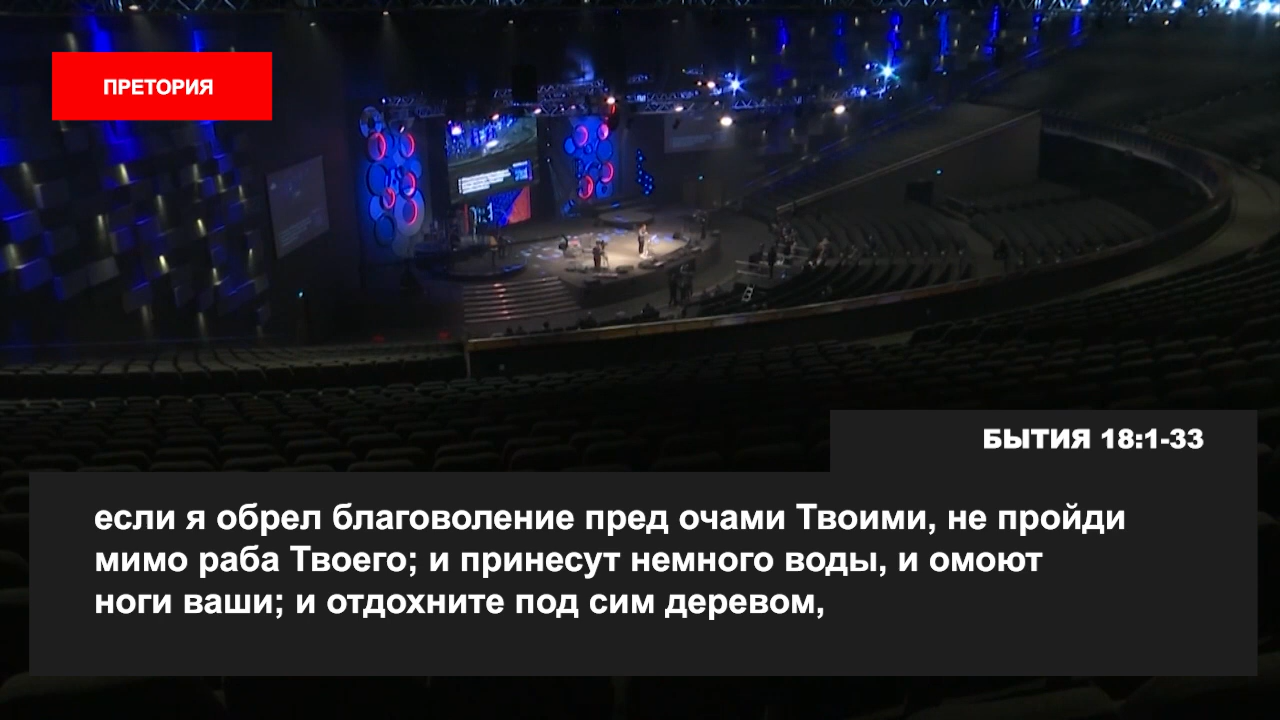 ПРЕТОРИЯ
БЫТИЯ 18:1-33
если я обрел благоволение пред очами Твоими, не пройди
мимо раба Твоего; и принесут немного воды, и омоют
ноги ваши; и отдохните под сим деревом,